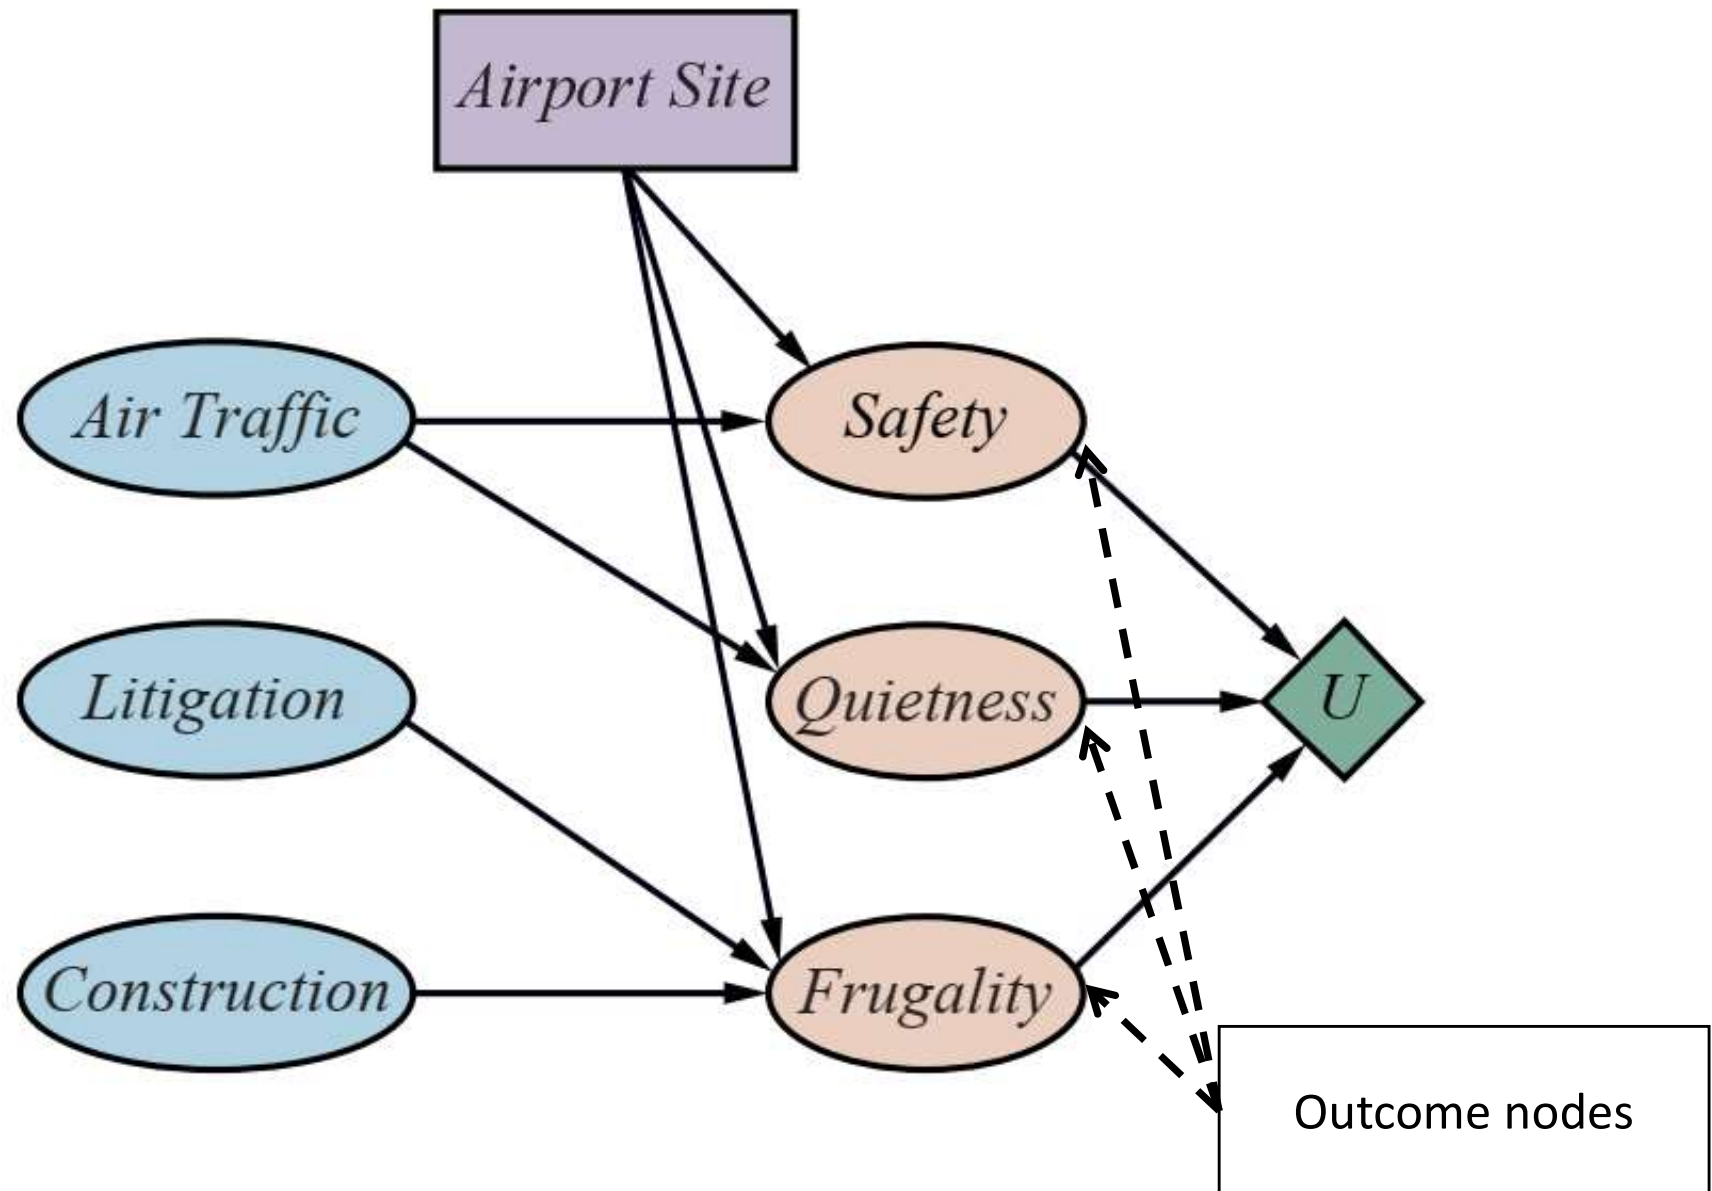 Airport Site
Air Traffic
Safety
Litigation
Quietness
U
Construction
Frugality
Outcome nodes